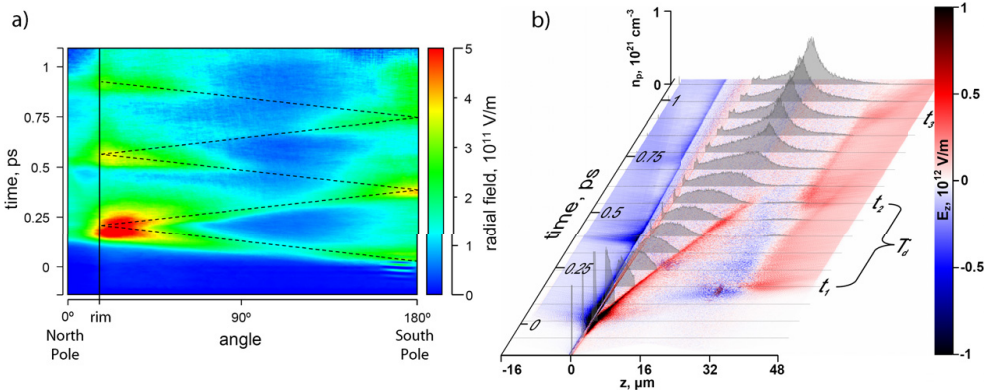 a)
1
0.75
0.5
0.25
0
time, ps
0° rim 90° 180°
North Pole
South Pole
angle
5
4
3
2
1
0
radial field, 10¹¹ V/m
b)
1
0
nₚ, 10²¹ cm⁻³
1
0.75
0.5
0.25
0
time, ps
-16 0 16 32 48
z, µm
t₃
t₂
T_d
t₁
1
0.5
0
-0.5
-1
E_z, 10¹² V/m